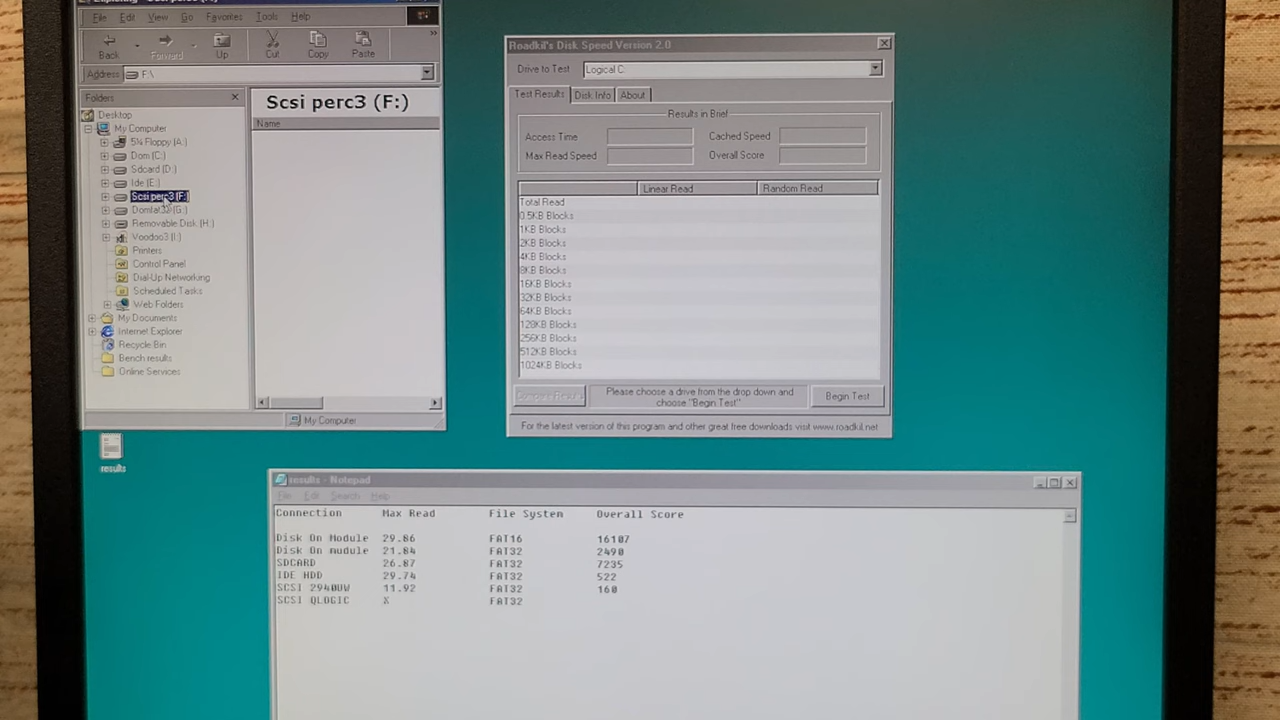 File Edit View Go Favorites Tools Help
Back Forward Up Cut Copy Paste
Address F:\
Folders
Desktop
My Computer
5¼ Floppy (A:)
Dom (C:)
Sdcard (D:)
Ide (E:)
Scsi perc3 (F:)
Removable Disk (H:)
Voodoo3 (I:)
Printers
Control Panel
Dial-Up Networking
Scheduled Tasks
Web Folders
My Documents
Internet Explorer
Recycle Bin
Bench results
Online Services
Scsi perc3 (F:)
Name
My Computer
results
Roadkil's Disk Speed Version 2.0
Drive to Test Logical C:
Test Results Disk Info About
Results in Brief
Access Time Cached Speed
Max Read Speed Overall Score
Linear Read Random Read
Total Read
0.5KB Blocks
1KB Blocks
2KB Blocks
4KB Blocks
8KB Blocks
16KB Blocks
32KB Blocks
64KB Blocks
128KB Blocks
256KB Blocks
512KB Blocks
1024KB Blocks
Please choose a drive from the drop down and
choose "Begin Test"
Begin Test
For the latest version of this program and other great free downloads visit www.roadkil.net
results - Notepad
File Edit Search Help
Connection Max Read File System Overall Score
Disk On Module 29.86 FAT16 16107
Disk On mudule 21.84 FAT32 2490
SDCARD 26.87 FAT32 7235
IDE HDD 29.74 FAT32 522
SCSI 2940UW 11.92 FAT32 160
SCSI QLOGIC X FAT32